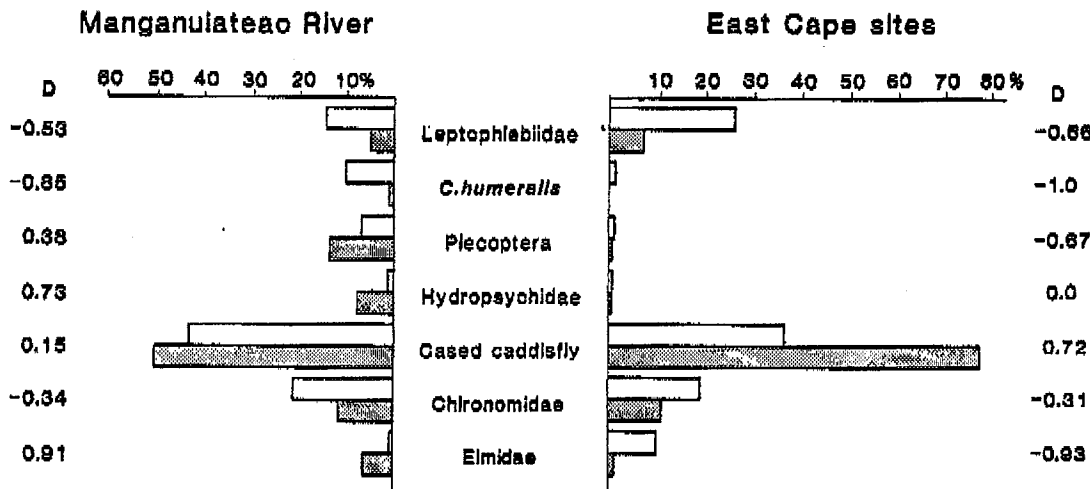 Manganuiateao River East Cape sites
D 60 50 40 30 20 10% 10 20 30 40 50 60 70 80% D
-0.53 Leptophlebiidae -0.66
-0.85 C.humeralis -1.0
0.38 Plecoptera -0.67
0.73 Hydropsychidae 0.0
0.15 Cased caddisfly 0.72
-0.34 Chironomidae -0.31
0.91 Elmidae -0.93